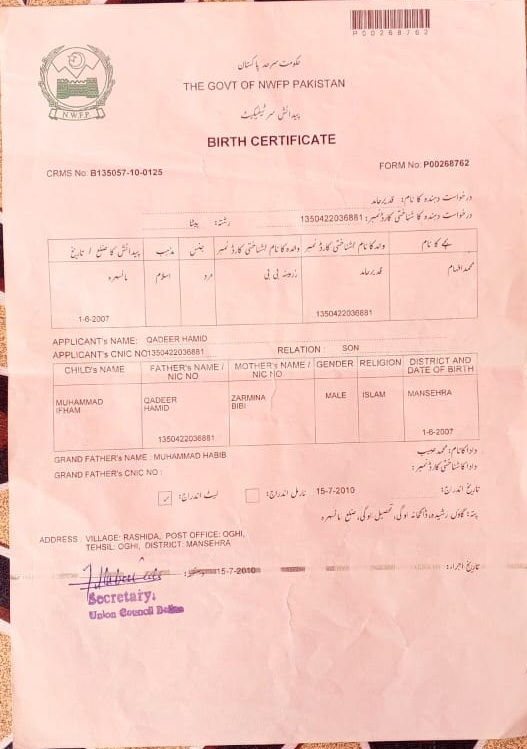 P00268762
حکومت سرحد پاکستان
THE GOVT OF NWFP PAKISTAN
N.W.F.P.
پیدائش سرٹیفیکیٹ
BIRTH CERTIFICATE
CRMS No: B135057-10-0125
FORM No: P00268762
درخواست دہندہ کا نام: قدیر حامد
درخواست دہندہ کا شناختی کارڈ نمبر: 1350422036881 رشتہ: بیٹا
بچے کا نام والد کا نام / شناختی کارڈ نمبر والدہ کا نام / شناختی کارڈ نمبر جنس مذہب پیدائش کا ضلع / تاریخ
محمد افہام قدیر حامد زرمینہ بی بی مرد اسلام مانسہرہ
1350422036881 1-6-2007
APPLICANT's NAME: QADEER HAMID
APPLICANT's CNIC NO: 1350422036881 RELATION : SON
CHILD's NAME FATHER's NAME / NIC NO MOTHER's NAME / NIC NO GENDER RELIGION DISTRICT AND DATE OF BIRTH
MUHAMMAD IFHAM QADEER HAMID ZARMINA BIBI MALE ISLAM MANSEHRA
1350422036881 1-6-2007
GRAND FATHER's NAME : MUHAMMAD HABIB
دادا کا نام: محمد حبیب
GRAND FATHER's CNIC NO :
دادا کا شناختی کارڈ نمبر:
تاریخ اندراج: 15-7-2010 نارمل اندراج: لیٹ اندراج:
پتہ: گاؤں رشیدہ، ڈاکخانہ اوگی، تحصیل اوگی، ضلع مانسہرہ
ADDRESS : VILLAGE: RASHIDA, POST OFFICE: OGHI,
TEHSIL: OGHI, DISTRICT: MANSEHRA,
تاریخ اجراء: 15-7-2010
Secretary,
Union Council